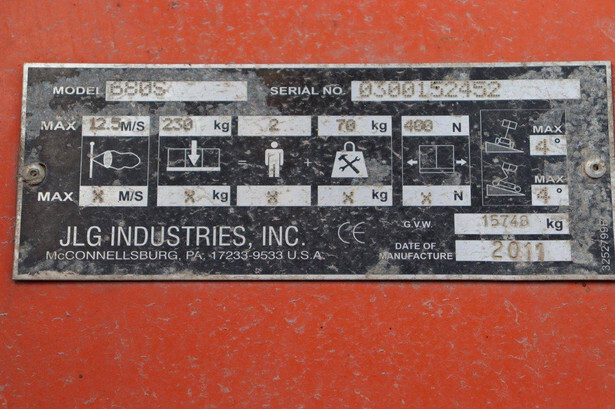 MODEL 680S SERIAL NO. 0300152452
MAX 12.5 M/S 230 kg 2 70 kg 400 N MAX 4°
= +
MAX X M/S X kg X X kg X N MAX 4°
G.V.W 15748 kg
JLG INDUSTRIES, INC. CE DATE OF MANUFACTURE 2011
McCONNELLSBURG, PA, 17233-9533 U.S.A.